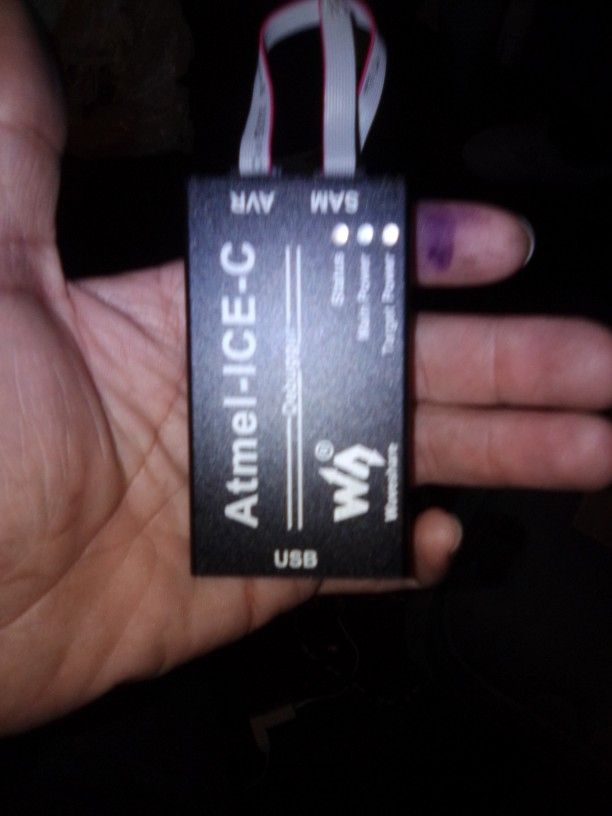 AVR
SAM
Atmel-ICE-C
Debugger
Status
Main Power
Target Power
®
Waveshare
USB